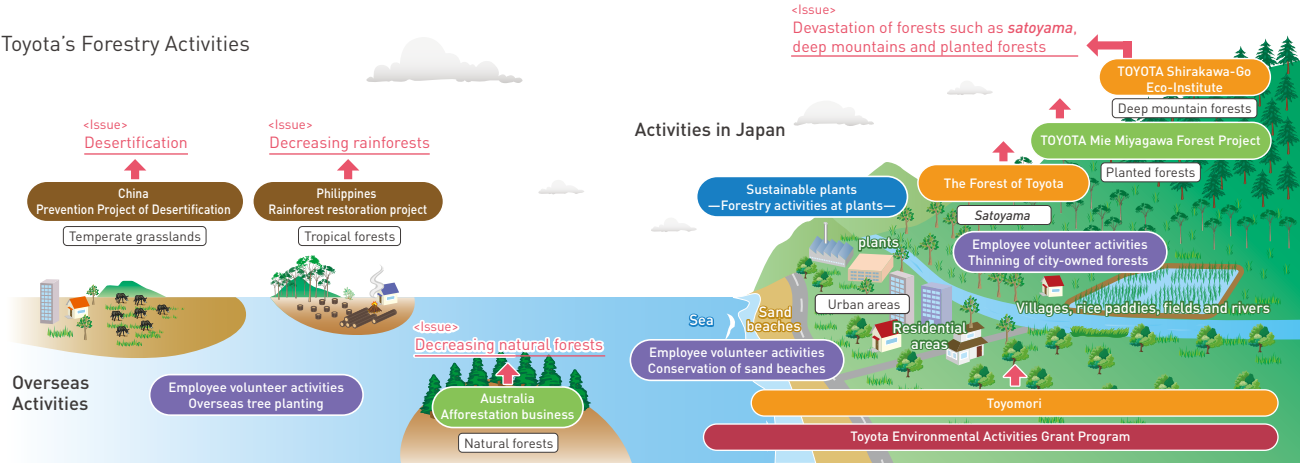 Toyota's Forestry Activities
<Issue>
Desertification
China
Prevention Project of Desertification
Temperate grasslands
<Issue>
Decreasing rainforests
Philippines
Rainforest restoration project
Tropical forests
<Issue>
Decreasing natural forests
Australia
Afforestation business
Natural forests
Overseas
Activities
Employee volunteer activities
Overseas tree planting
<Issue>
Devastation of forests such as satoyama,
deep mountains and planted forests
Activities in Japan
TOYOTA Shirakawa-Go
Eco-Institute
Deep mountain forests
TOYOTA Mie Miyagawa Forest Project
Planted forests
The Forest of Toyota
Satoyama
Sustainable plants
—Forestry activities at plants—
plants
Employee volunteer activities
Thinning of city-owned forests
Urban areas
Villages, rice paddies, fields and rivers
Sea
Sand
beaches
Residential
areas
Employee volunteer activities
Conservation of sand beaches
Toyomori
Toyota Environmental Activities Grant Program